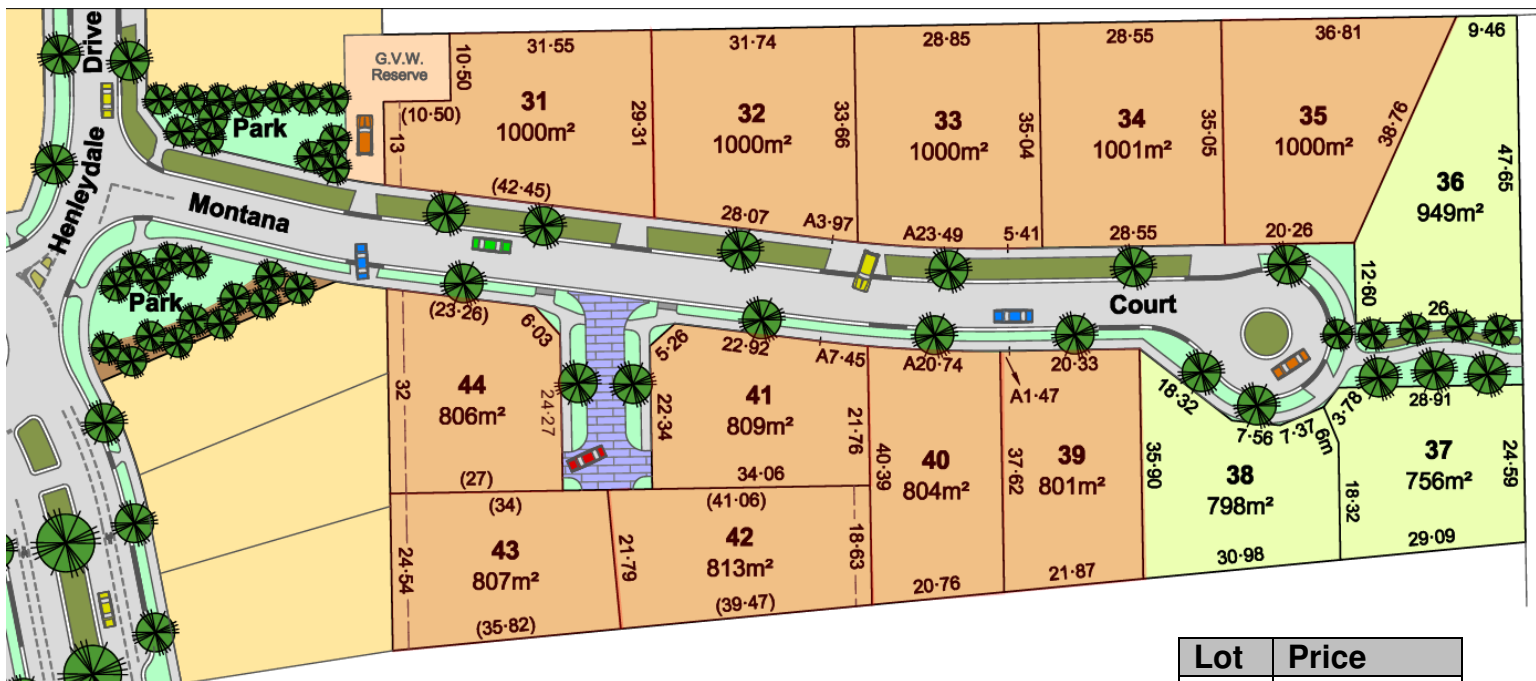 Drive
Henleydale
Park
G.V.W.
Reserve
10·50
(10·50)
13
31·55
31
1000m²
29·31
(42·45)
31·74
32
1000m²
33·66
28·07
A3·97
28·85
33
1000m²
35·04
A23·49
5·41
28·55
34
1001m²
35·05
28·55
36·81
35
1000m²
38·76
20·26
9·46
36
949m²
47·65
12·60
26
Montana
Court
Park
(23·26)
6·03
44
806m²
32
24·27
(27)
5·26
22·92
A7·45
41
809m²
22·34
21·76
34·06
A20·74
40
804m²
40·39
20·76
A1·47
20·33
39
801m²
37·62
21·87
18·32
7·56
7·37
6m
3·78
38
798m²
35·90
18·32
30·98
28·91
37
756m²
24·59
29·09
(34)
43
807m²
24·54
21·79
(35·82)
(41·06)
42
813m²
18·63
(39·47)
Lot Price